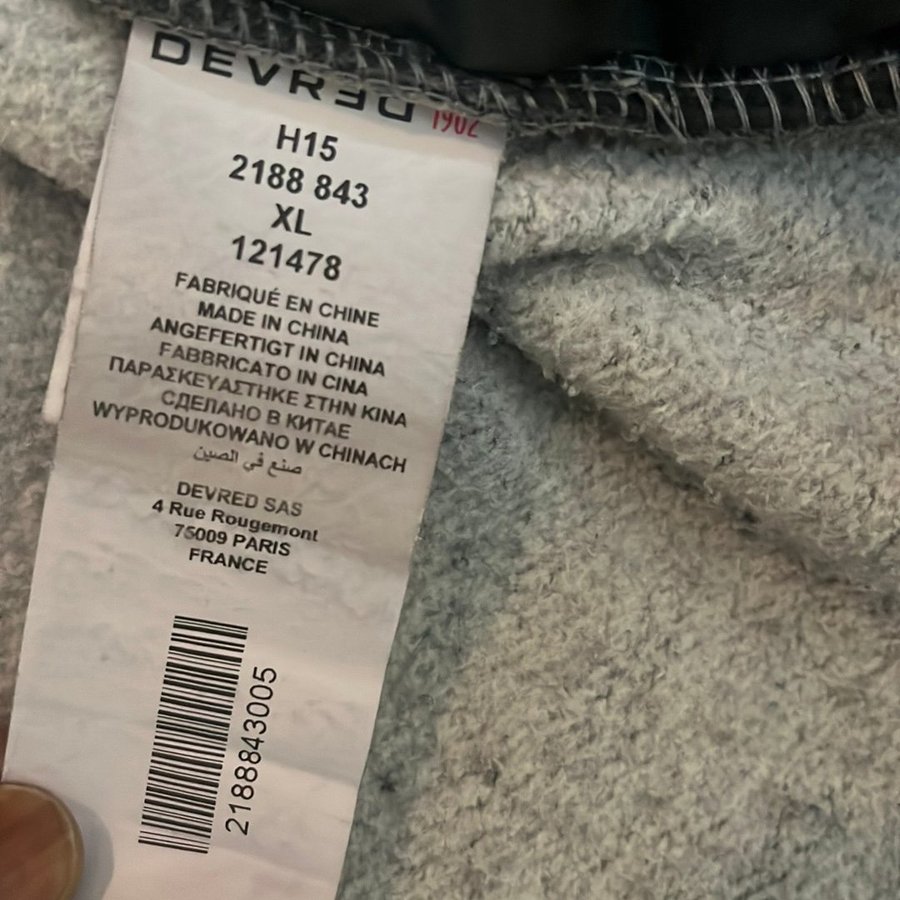 DEVRED 1902
H15
2188 843
XL
121478
FABRIQUÉ EN CHINE
MADE IN CHINA
ANGEFERTIGT IN CHINA
FABBRICATO IN CINA
ΠΑΡΑΣΚΕΥΑΣΤΗΚΕ ΣΤΗΝ ΚΙΝΑ
СДЕЛАНО В КИТАЕ
WYPRODUKOWANO W CHINACH
صنع في الصين
DEVRED SAS
4 Rue Rougemont
75009 PARIS
FRANCE
2188843005